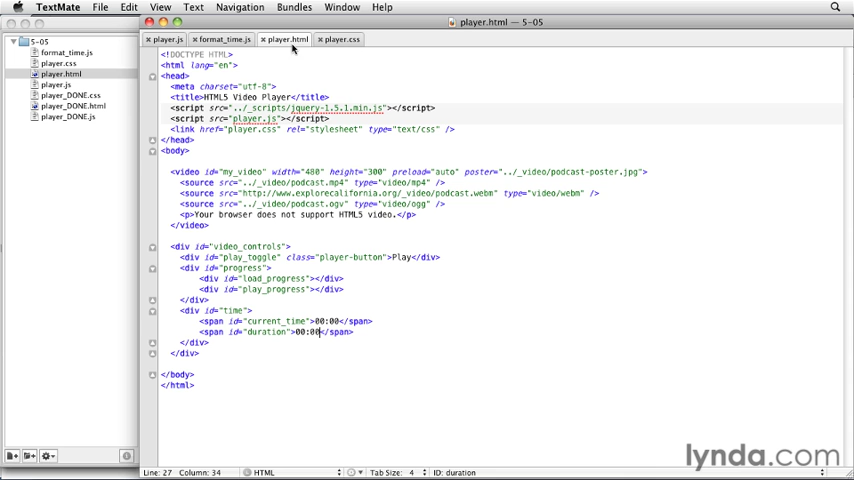 TextMate File Edit View Text Navigation Bundles Window Help
player.html — 5-05
player.js format_time.js player.html player.css
5-05
format_time.js
player.css
player.html
player.js
player_DONE.css
player_DONE.html
player_DONE.js
<!DOCTYPE HTML>
<html lang="en">
<head>
<meta charset="utf-8">
<title>HTML5 Video Player</title>
<script src="../_scripts/jquery-1.5.1.min.js"></script>
<script src="player.js"></script>
<link href="player.css" rel="stylesheet" type="text/css" />
</head>
<body>
<video id="my_video" width="480" height="300" preload="auto" poster="../_video/podcast-poster.jpg">
<source src="../_video/podcast.mp4" type="video/mp4" />
<source src="http://www.explorecalifornia.org/_video/podcast.webm" type="video/webm" />
<source src="../_video/podcast.ogv" type="video/ogg" />
<p>Your browser does not support HTML5 video.</p>
</video>
<div id="video_controls">
<div id="play_toggle" class="player-button">Play</div>
<div id="progress">
<div id="load_progress"></div>
<div id="play_progress"></div>
</div>
<div id="time">
<span id="current_time">00:00</span>
<span id="duration">00:00</span>
</div>
</div>
</body>
</html>
lynda.com
Line: 27 Column: 34 HTML Tab Size: 4 ID: duration